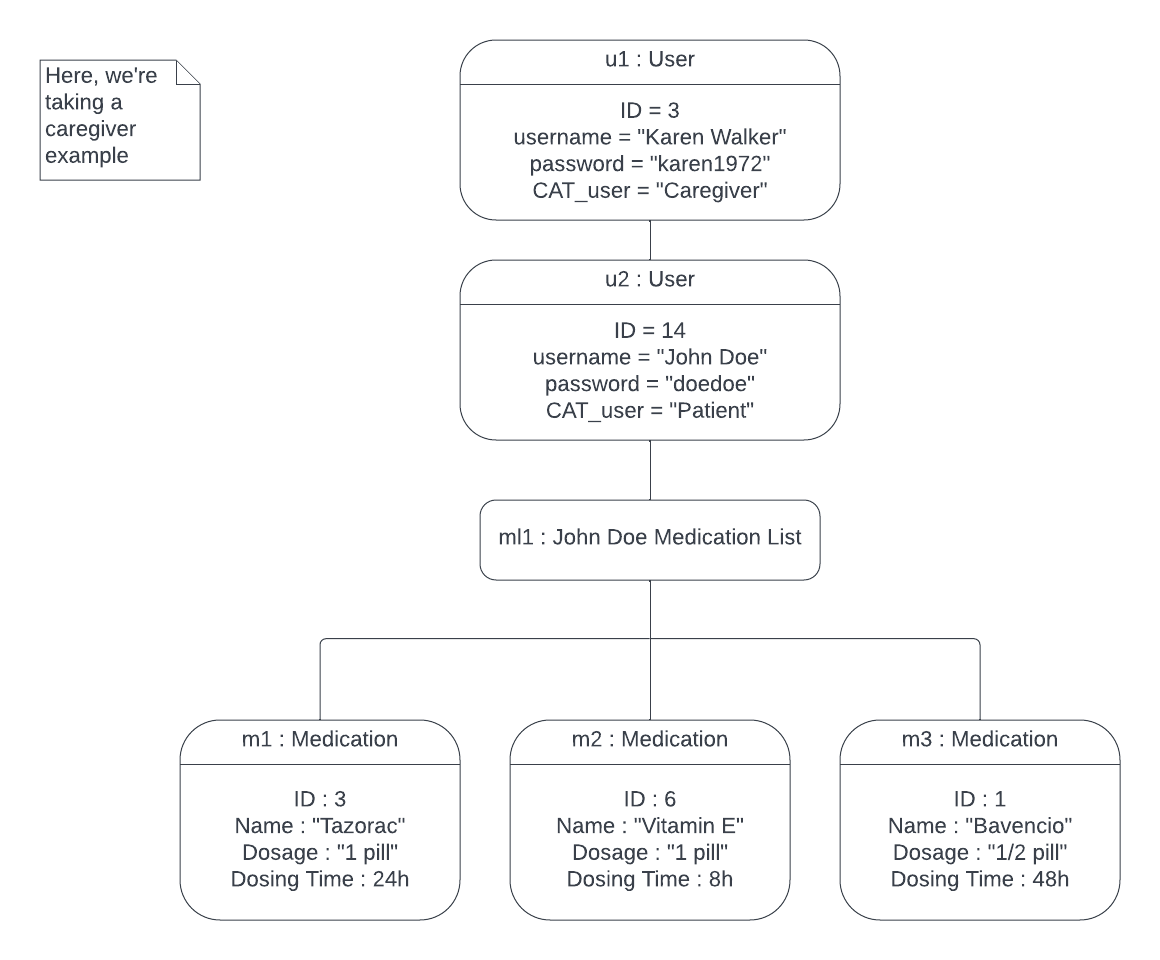 Here, we're
taking a
caregiver
example
u1 : User
ID = 3
username = "Karen Walker"
password = "karen1972"
CAT_user = "Caregiver"
u2 : User
ID = 14
username = "John Doe"
password = "doedoe"
CAT_user = "Patient"
ml1 : John Doe Medication List
m1 : Medication
ID : 3
Name : "Tazorac"
Dosage : "1 pill"
Dosing Time : 24h
m2 : Medication
ID : 6
Name : "Vitamin E"
Dosage : "1 pill"
Dosing Time : 8h
m3 : Medication
ID : 1
Name : "Bavencio"
Dosage : "1/2 pill"
Dosing Time : 48h